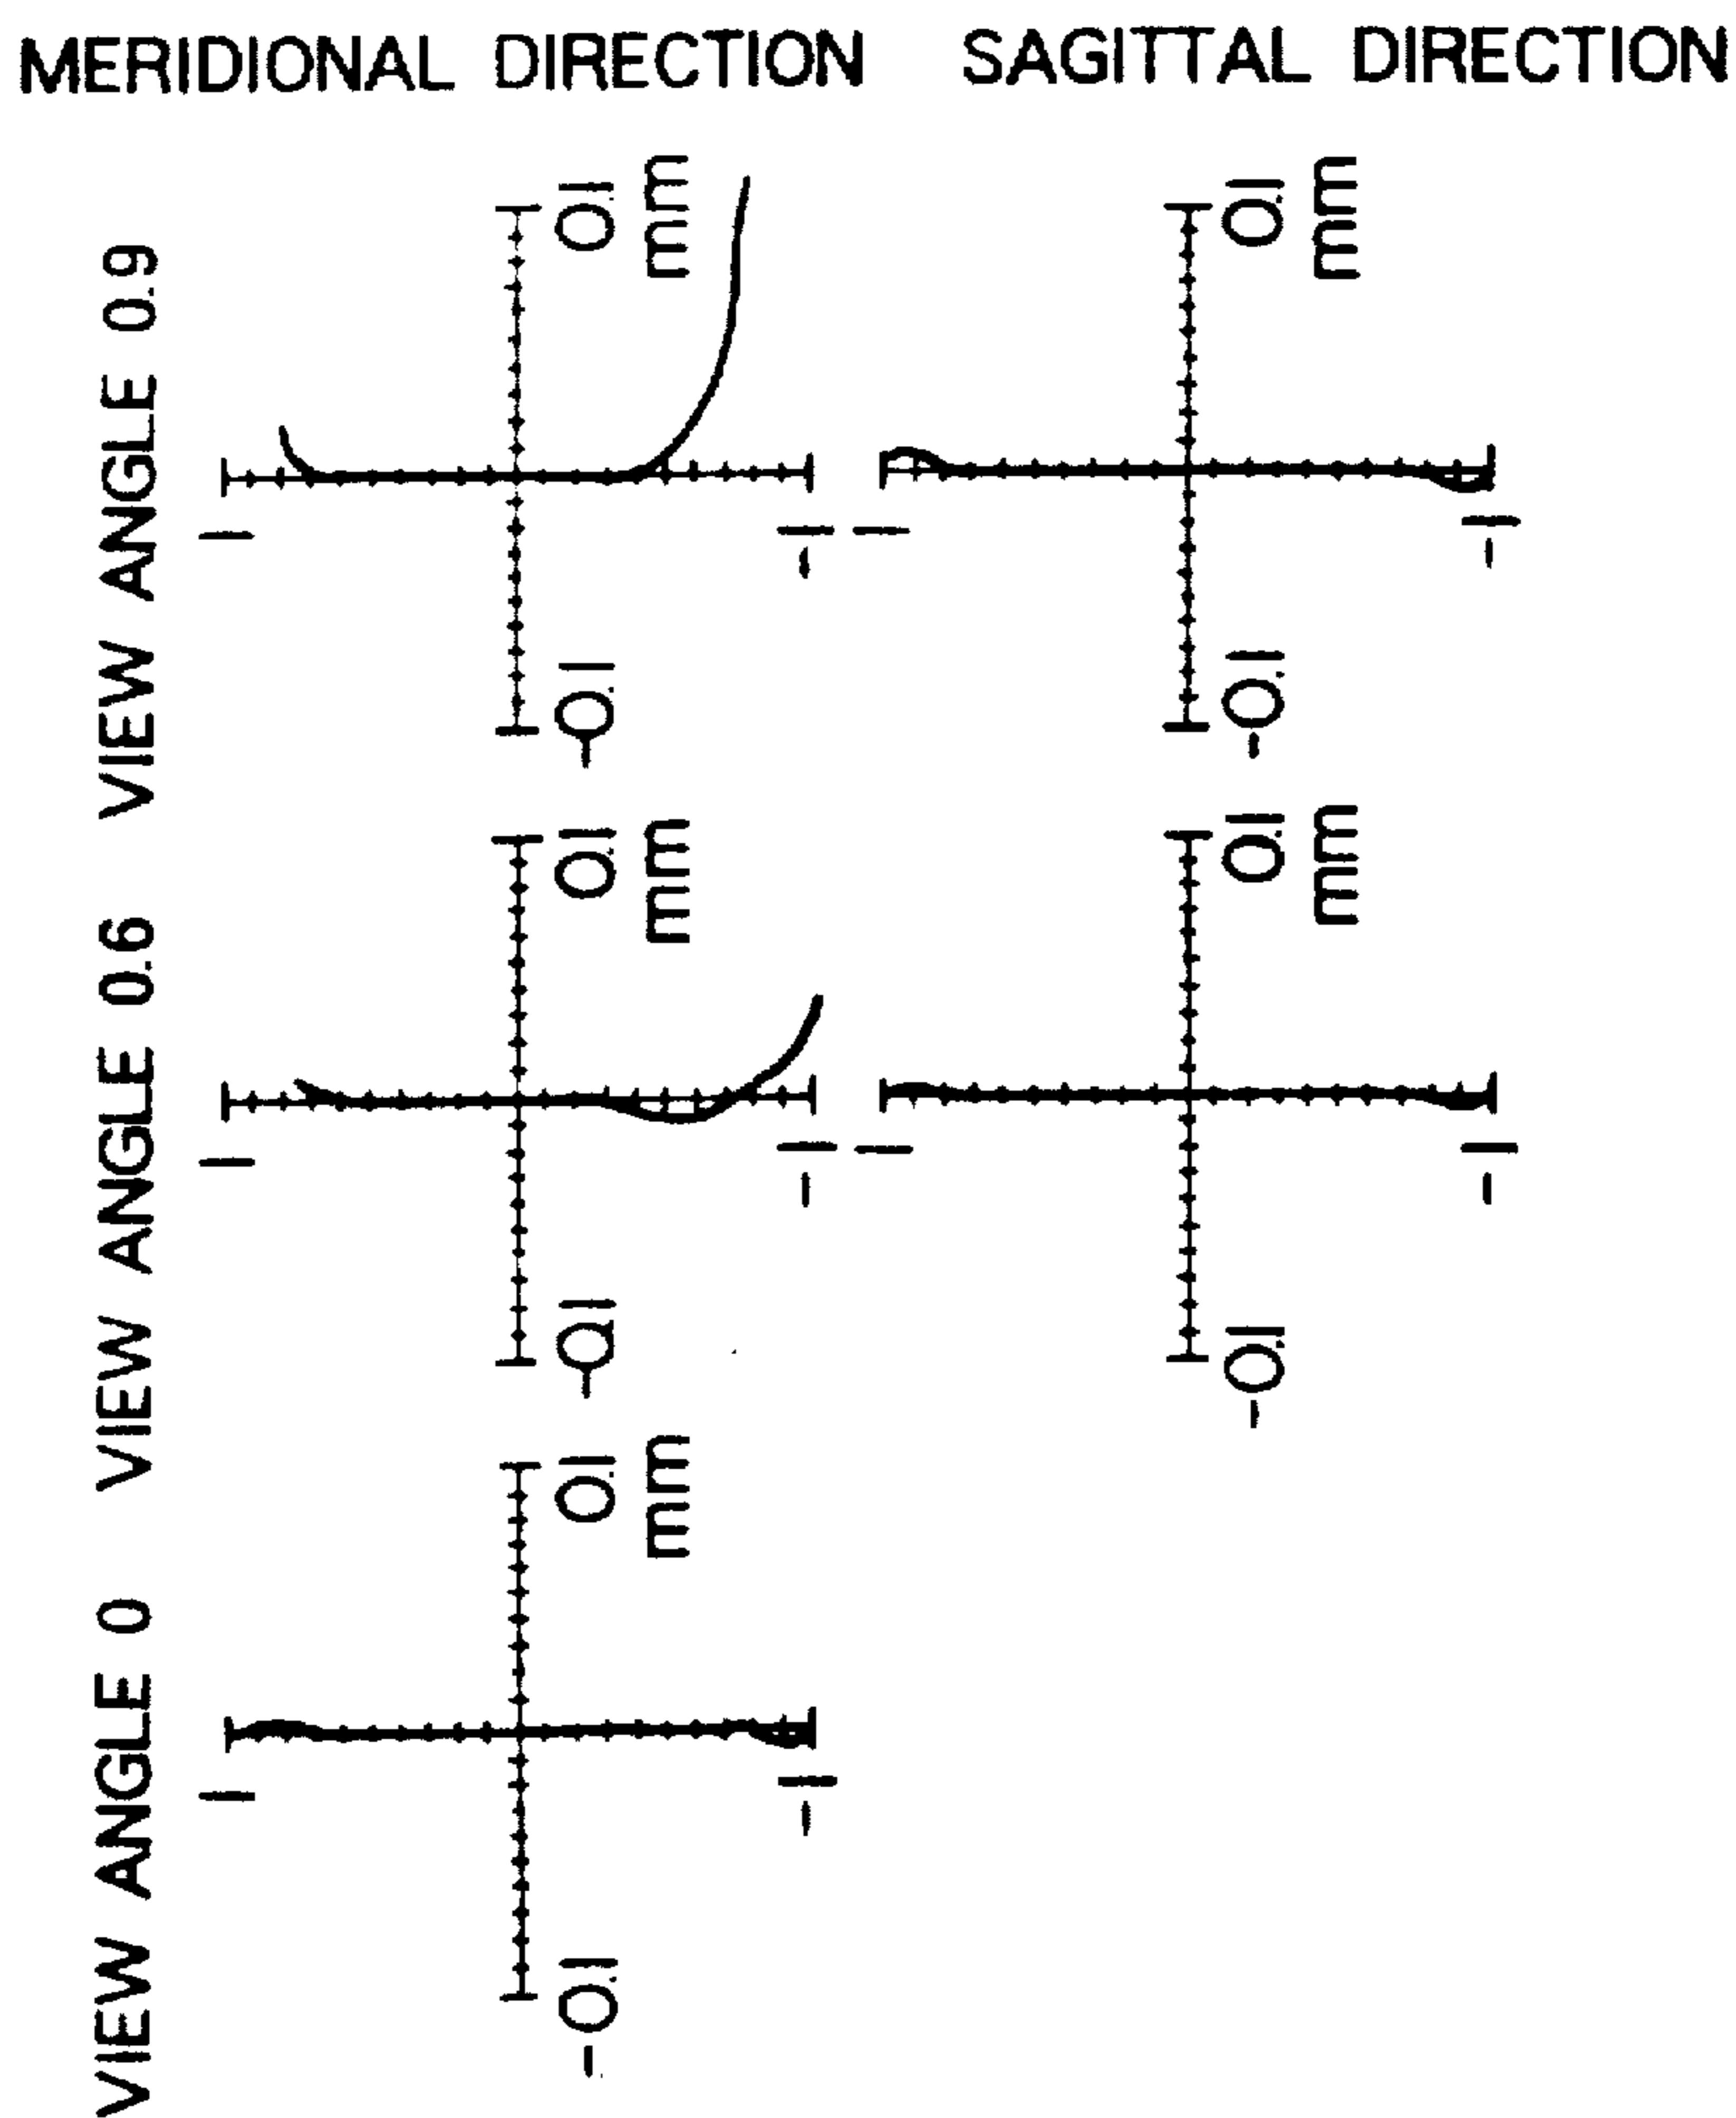 MERIDIONAL DIRECTION
SAGITTAL DIRECTION
VIEW ANGLE 0.9
0.1
mm
1
-1
-0.1
0.1
mm
1
-1
-0.1
VIEW ANGLE 0.6
0.1
mm
1
-1
-0.1
0.1
mm
1
-1
-0.1
VIEW ANGLE 0
0.1
mm
1
-1
-0.1